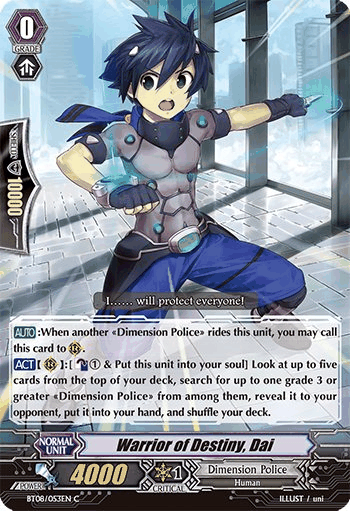 0
GRADE
SHIELD
10000
I...... will protect everyone!
AUTO :When another «Dimension Police» rides this unit, you may call
this card to .
ACT [ ]:[ ① & Put this unit into your soul] Look at up to five
cards from the top of your deck, search for up to one grade 3 or
greater «Dimension Police» from among them, reveal it to your
opponent, put it into your hand, and shuffle your deck.
NORMAL
UNIT
Warrior of Destiny, Dai
POWER
4000
1
CRITICAL
Dimension Police
Human
BT08/053EN C
ILLUST / uni